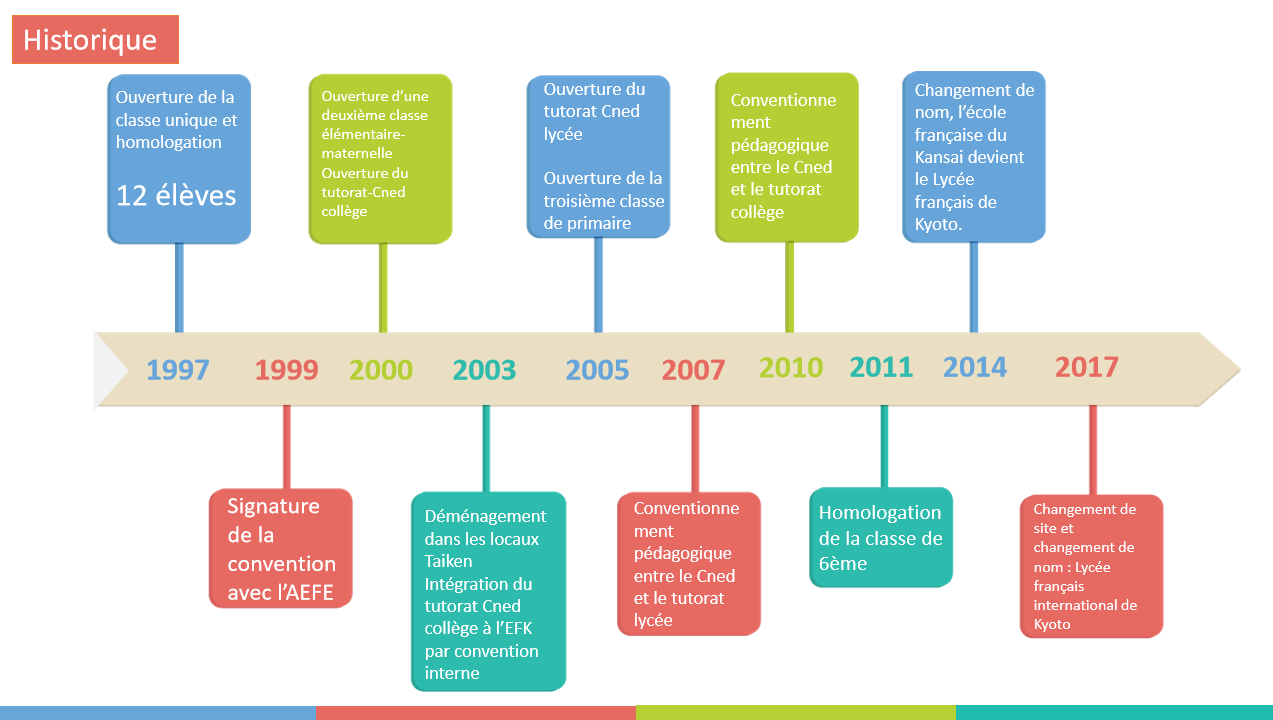 Historique
Ouverture de la
classe unique et
homologation
12 élèves
Ouverture d’une
deuxième classe
élémentaire-
maternelle
Ouverture du
tutorat-Cned
collège
Ouverture du
tutorat Cned
lycée
Ouverture de la
troisième classe
de primaire
Conventionne
ment
pédagogique
entre le Cned
et le tutorat
collège
Changement de
nom, l’école
française du
Kansai devient
le Lycée
français de
Kyoto.
1997 1999 2000 2003 2005 2007 2010 2011 2014 2017
Signature
de la
convention
avec l’AEFE
Déménagement
dans les locaux
Taiken
Intégration du
tutorat Cned
collège à l’EFK
par convention
interne
Conventionne
ment
pédagogique
entre le Cned
et le tutorat
lycée
Homologation
de la classe de
6ème
Changement de
site et
changement de
nom : Lycée
français
international de
Kyoto